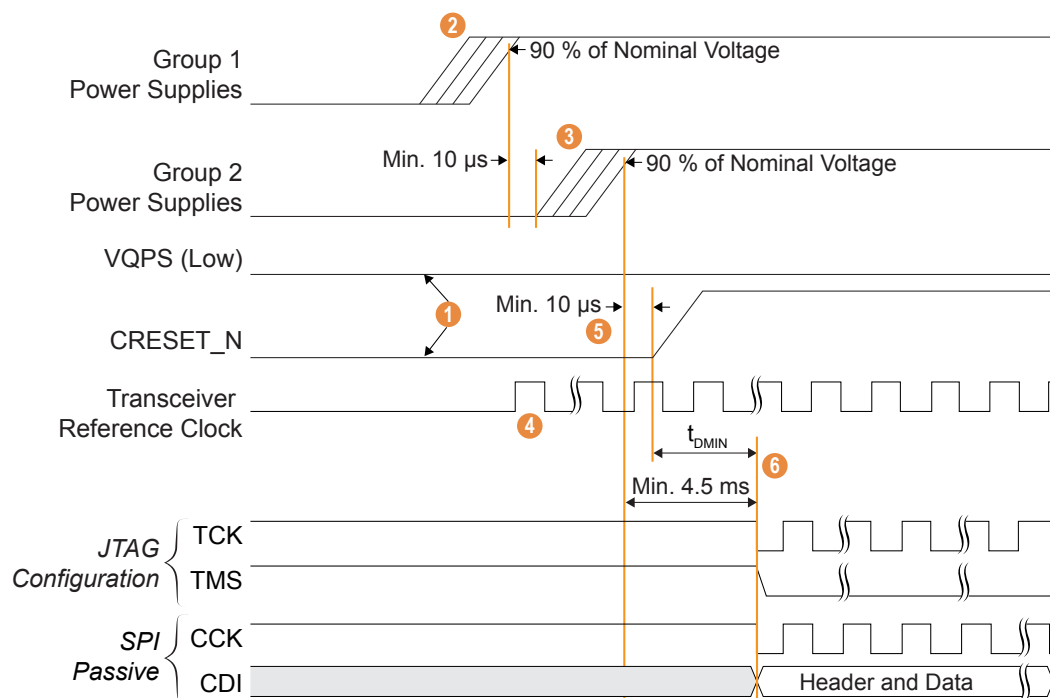 2
Group 1
Power Supplies
90 % of Nominal Voltage
3
Min. 10 µs
Group 2
Power Supplies
90 % of Nominal Voltage
VQPS (Low)
1
Min. 10 µs
5
CRESET_N
Transceiver
Reference Clock
4
tDMIN
6
Min. 4.5 ms
JTAG
Configuration
TCK
TMS
SPI
Passive
CCK
CDI
Header and Data